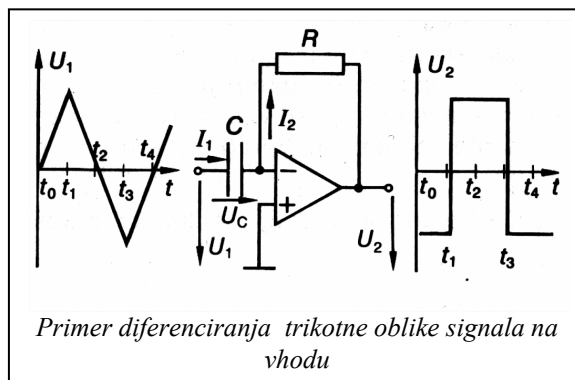 U₁
t₀
t₁
t₂
t₃
t₄
t
R
I₁
C
I₂
−
+
U_C
U₁
U₂
U₂
t₀
t₁
t₂
t₃
t₄
t
Primer diferenciranja trikotne oblike signala na
vhodu